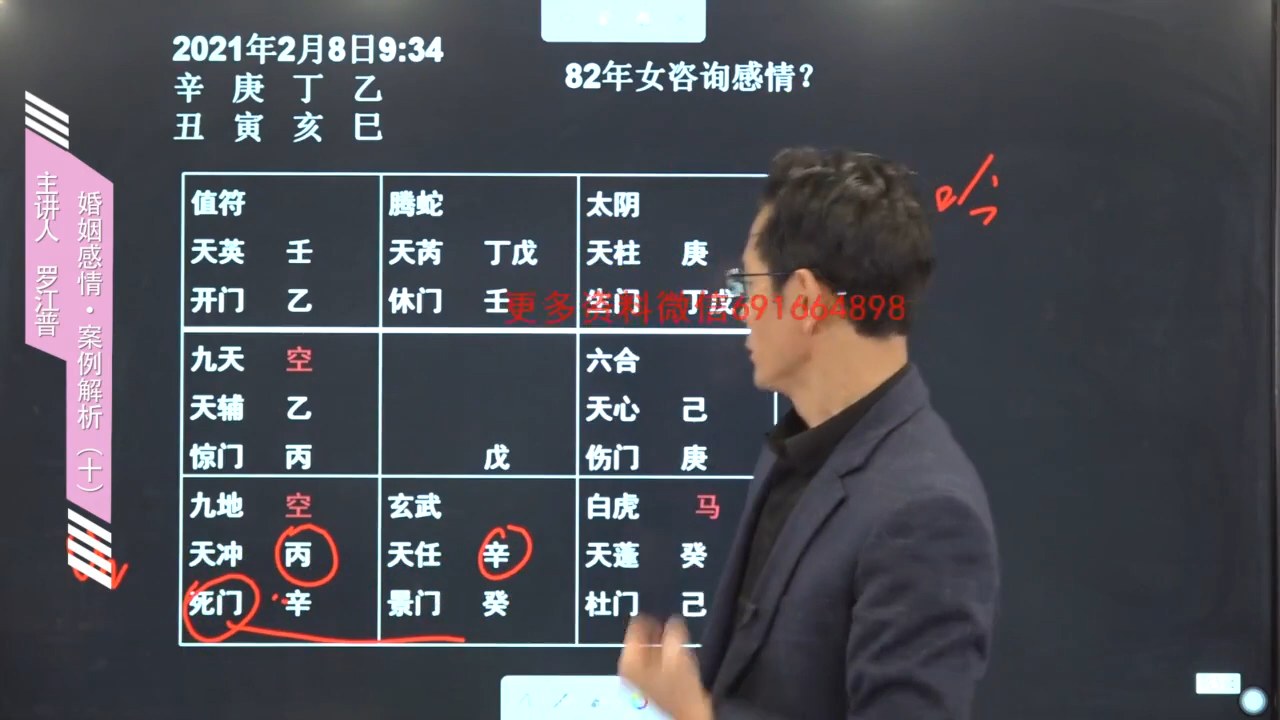 2021年2月8日9:34
辛 庚 丁 乙
丑 寅 亥 巳
82年女咨询感情？
主讲人 罗江普
婚姻感情·案例解析（十）
值符
天英 壬
开门 乙
腾蛇
天芮 丁戊
休门 壬
太阴
天柱 庚
生门
九天 空
天辅 乙
惊门 丙
戊
六合
天心 己
伤门 庚
九地 空
天冲 丙
死门 辛
玄武
天任 辛
景门 癸
白虎 马
天蓬 癸
杜门 己
更多资料微信691664898